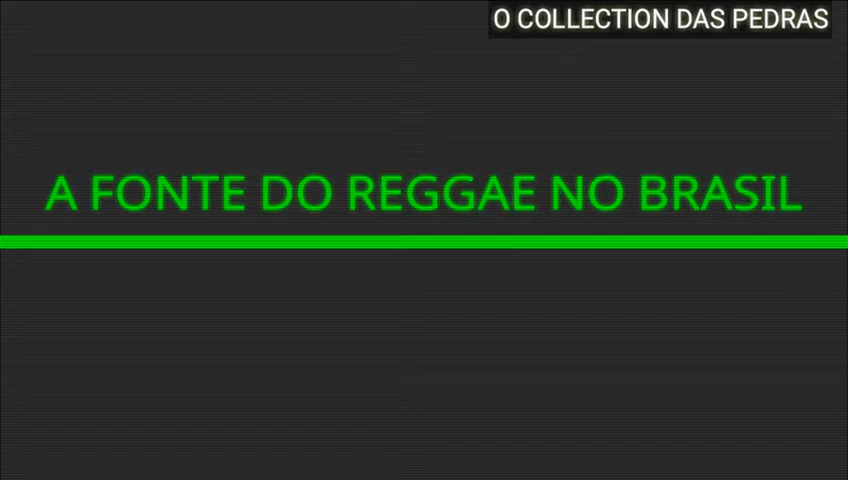 O COLLECTION DAS PEDRAS
A FONTE DO REGGAE NO BRASIL